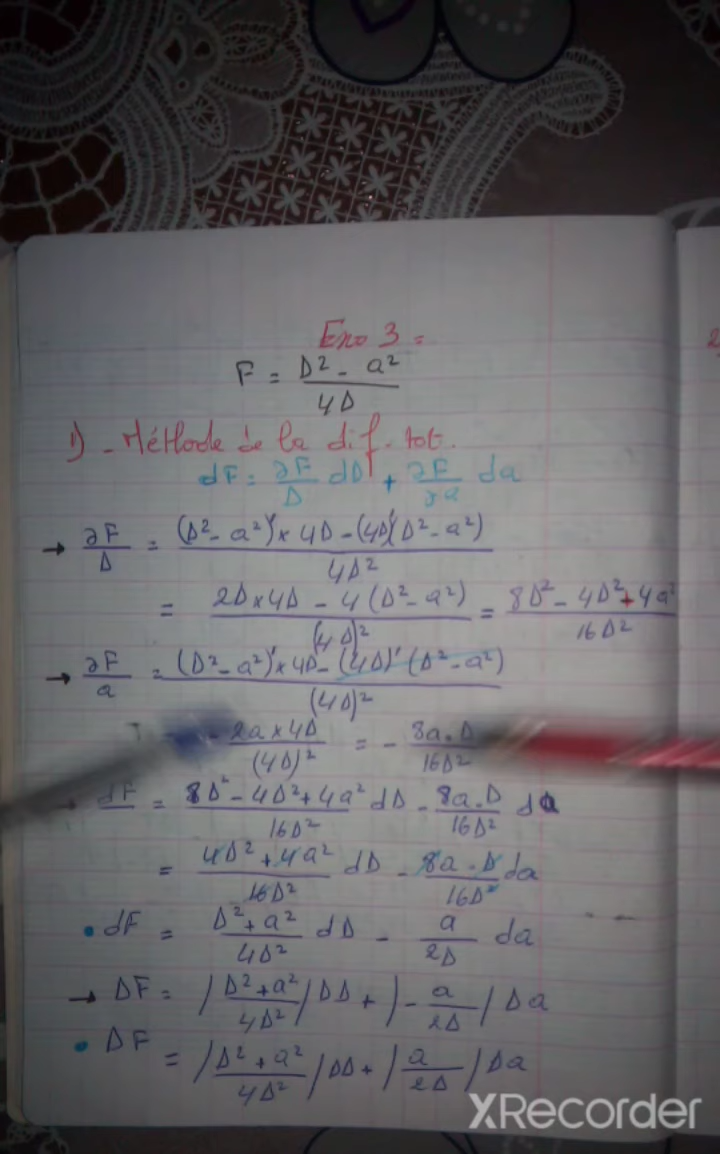 Exo 3 =
F = D² - a² / 4D
1) - Méthode de la dif. tot.
dF = ∂F/D dD + ∂F/∂a da
→ ∂F/D = (D² - a²)' × 4D - (4D)'(D² - a²) / 4D²
= 2D × 4D - 4 (D² - a²) / (4D)² = 8D² - 4D² + 4a² / 16D²
→ ∂F/a = (D² - a²)' × 4D - (4D)' (D² - a²) / (4D)²
2a × 4D / (4D)² = - 8a.D / 16D²
→ dF = 8D² - 4D² + 4a² / 16D² dD - 8a.D / 16D² da
= 4D² + 4a² / 16D² dD - 8a.D / 16D² da
• dF = D² + a² / 4D² dD - a / 2D da
→ ΔF = |D² + a² / 4D²| ΔD + |- a / 2D| Δa
• ΔF = |D² + a² / 4D²| ΔD + |a / 2D| Δa
XRecorder